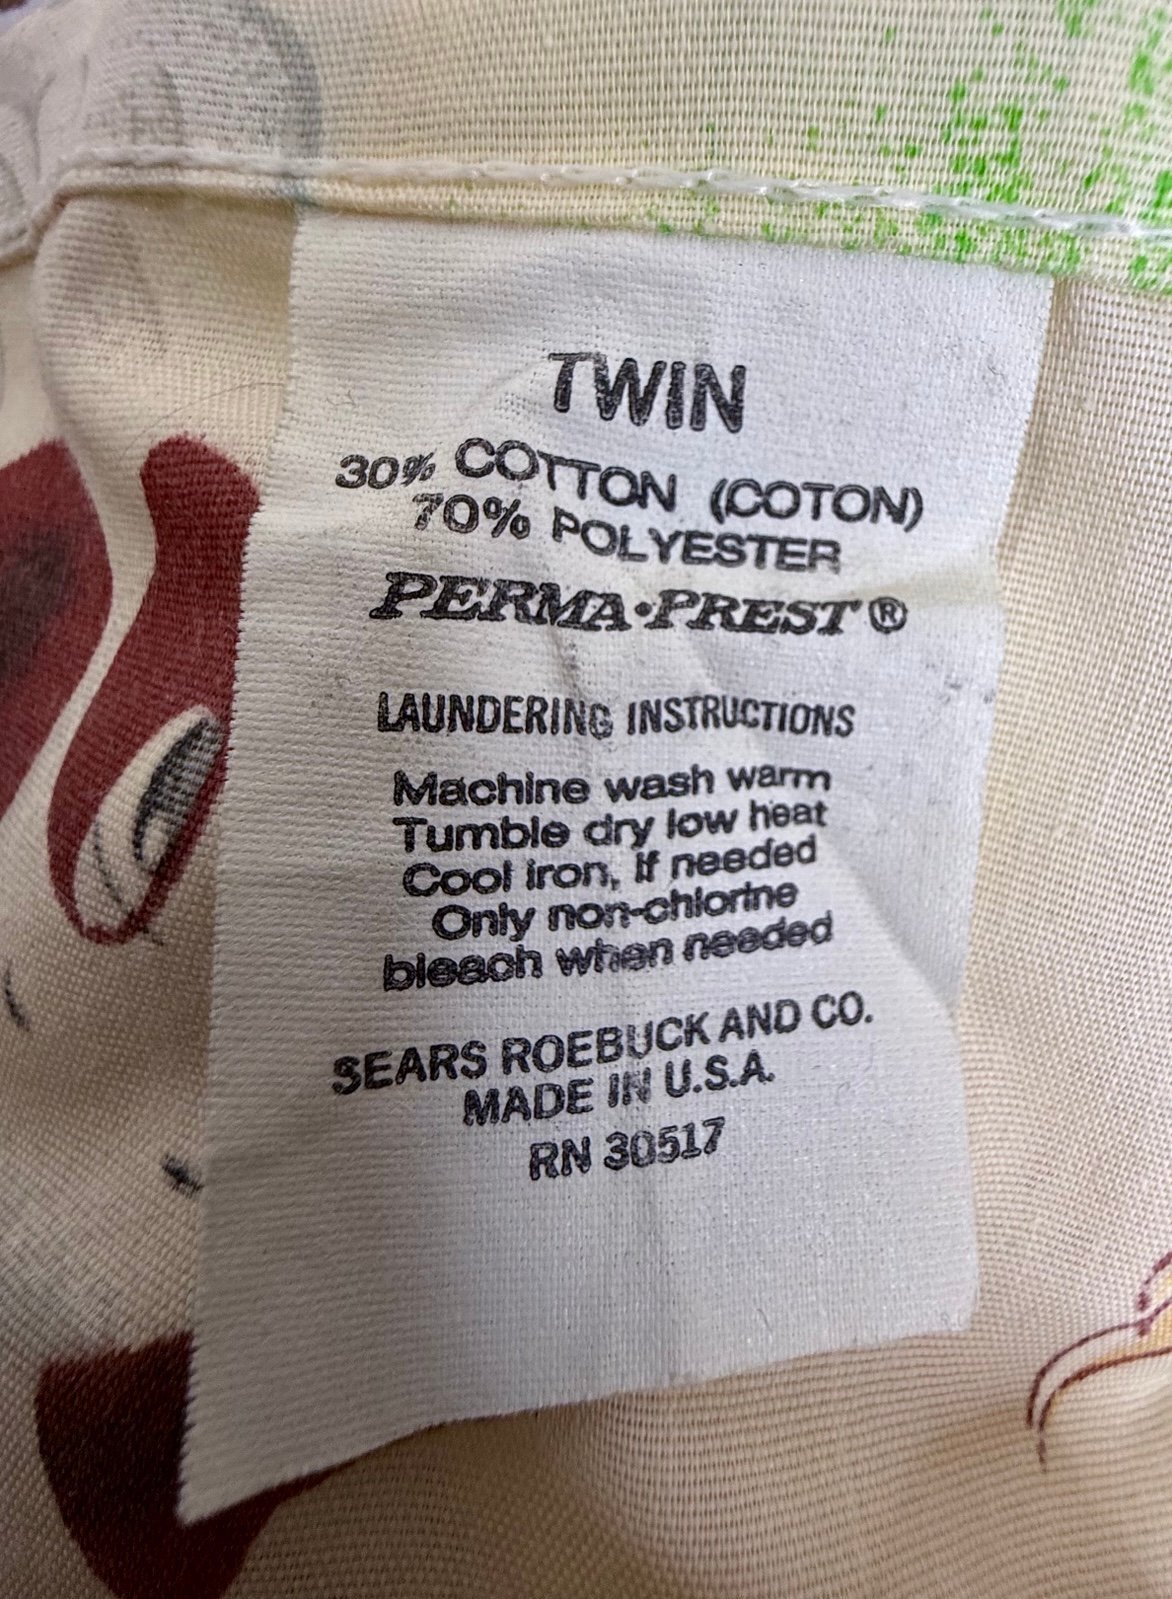 TWIN
30% COTTON (COTON)
70% POLYESTER
PERMA·PREST®
LAUNDERING INSTRUCTIONS
Machine wash warm
Tumble dry low heat
Cool iron, if needed
Only non-chlorine
bleach when needed
SEARS ROEBUCK AND CO.
MADE IN U.S.A.
RN 30517